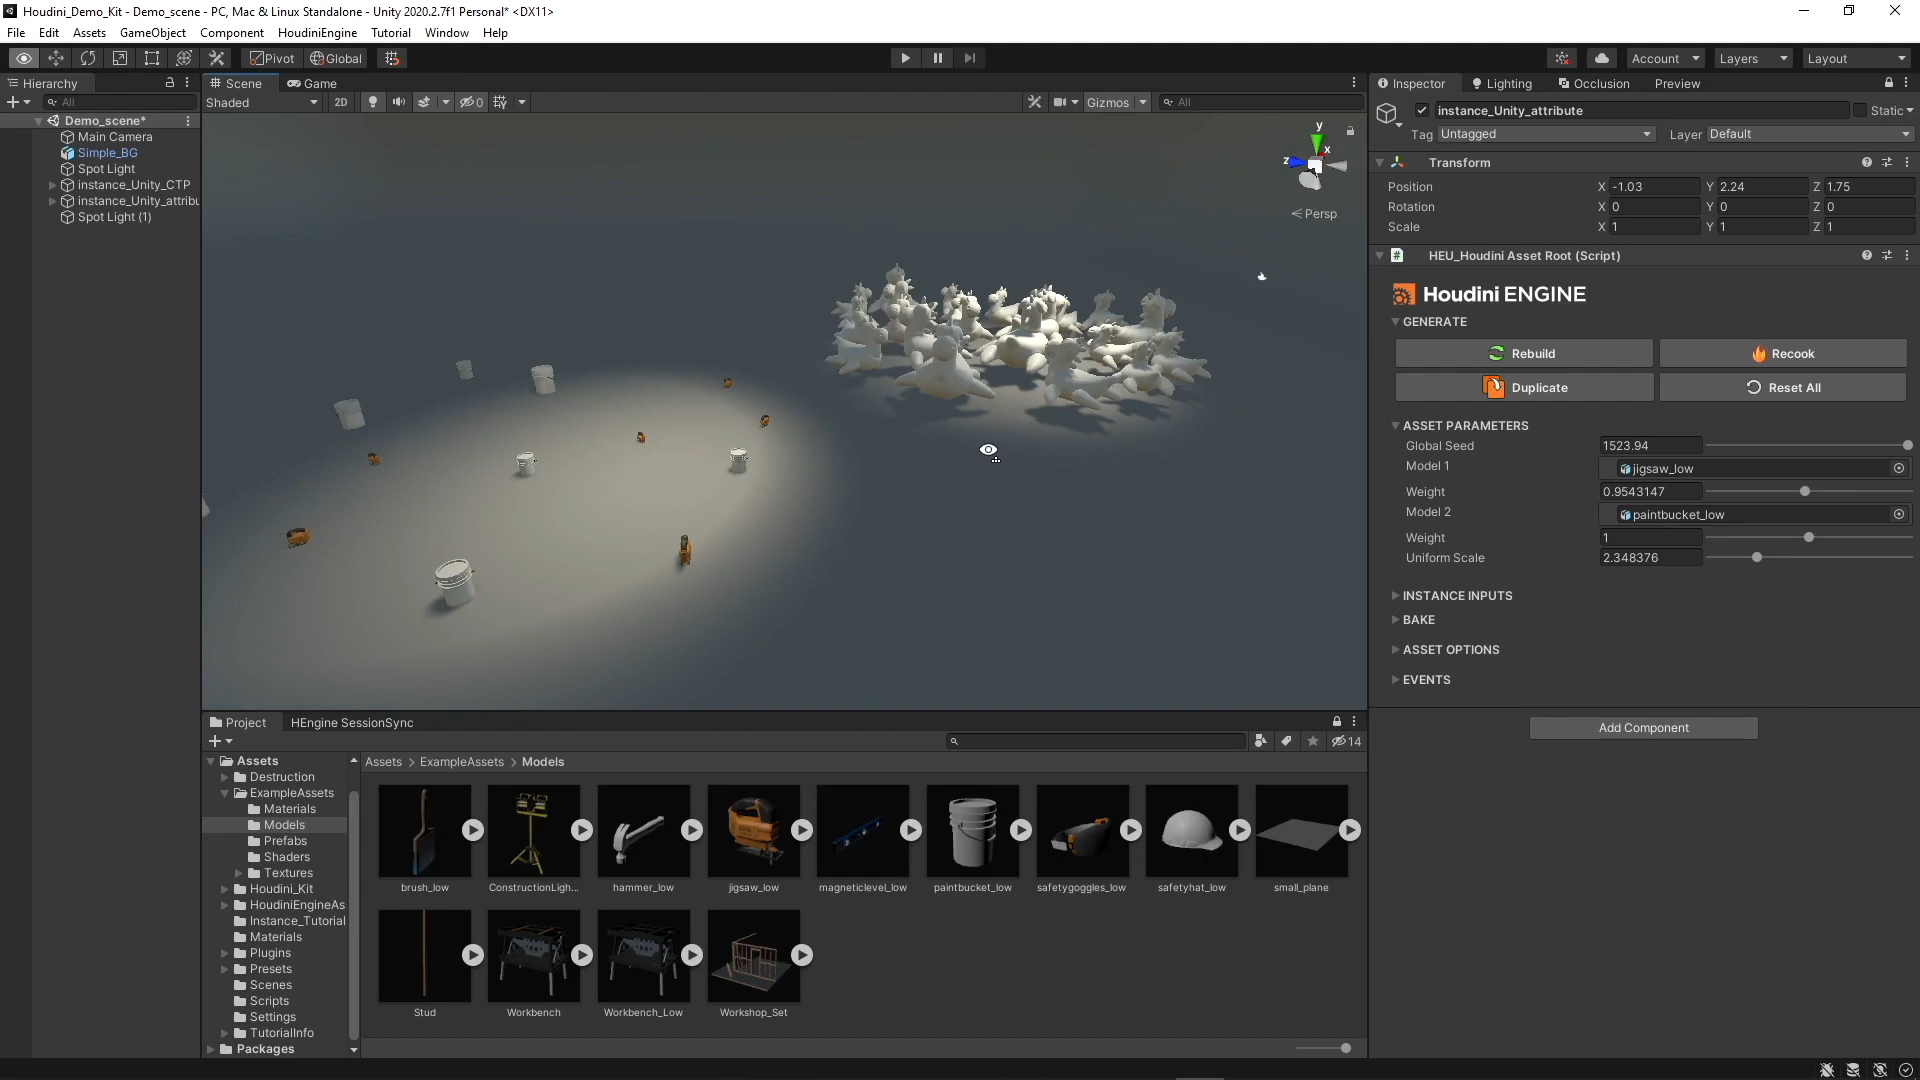 Houdini_Demo_Kit - Demo_scene - PC, Mac & Linux Standalone - Unity 2020.2.7f1 Personal* <DX11>
File Edit Assets GameObject Component HoudiniEngine Tutorial Window Help
Pivot Global Account Layers Layout
Hierarchy
All
Demo_scene*
Main Camera
Simple_BG
Spot Light
instance_Unity_CTP
instance_Unity_attribu
Spot Light (1)
Scene Game
Shaded 2D 0 Gizmos All
y
x
z
Persp
Inspector Lighting Occlusion Preview
instance_Unity_attribute Static
Tag Untagged Layer Default
Transform
Position X -1.03 Y 2.24 Z 1.75
Rotation X 0 Y 0 Z 0
Scale X 1 Y 1 Z 1
# HEU_Houdini Asset Root (Script)
Houdini ENGINE
GENERATE
Rebuild Recook
Duplicate Reset All
ASSET PARAMETERS
Global Seed 1523.94
Model 1 jigsaw_low
Weight 0.9543147
Model 2 paintbucket_low
Weight 1
Uniform Scale 2.348376
INSTANCE INPUTS
BAKE
ASSET OPTIONS
EVENTS
Add Component
Project HEngine SessionSync
14
Assets
Destruction
ExampleAssets
Materials
Models
Prefabs
Shaders
Textures
Houdini_Kit
HoudiniEngineAs
Instance_Tutorial
Materials
Plugins
Presets
Scenes
Scripts
Settings
TutorialInfo
Packages
Assets > ExampleAssets > Models
brush_low ConstructionLigh... hammer_low jigsaw_low magneticlevel_low paintbucket_low safetygoggles_low safetyhat_low small_plane
Stud Workbench Workbench_Low Workshop_Set